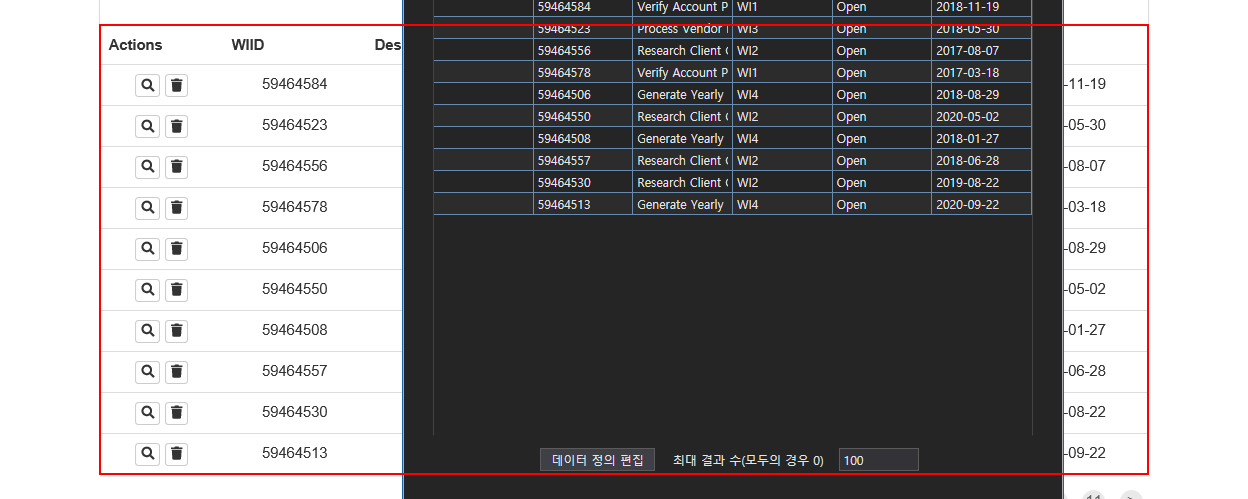 59464584 Verify Account P WI1 Open 2018-11-19
Actions WIID Des
59464523 Process Vendor WI3 Open 2018-05-30
59464556 Research Client WI2 Open 2017-08-07
59464584 -11-19
59464578 Verify Account P WI1 Open 2017-03-18
59464506 Generate Yearly WI4 Open 2018-08-29
59464523 -05-30
59464550 Research Client WI2 Open 2020-05-02
59464508 Generate Yearly WI4 Open 2018-01-27
59464556 -08-07
59464557 Research Client WI2 Open 2018-06-28
59464530 Research Client WI2 Open 2019-08-22
59464578 -03-18
59464513 Generate Yearly WI4 Open 2020-09-22
59464506 -08-29
59464550 -05-02
59464508 -01-27
59464557 -06-28
59464530 -08-22
59464513 -09-22
데이터 정의 편집 최대 결과 수(모두의 경우 0) 100